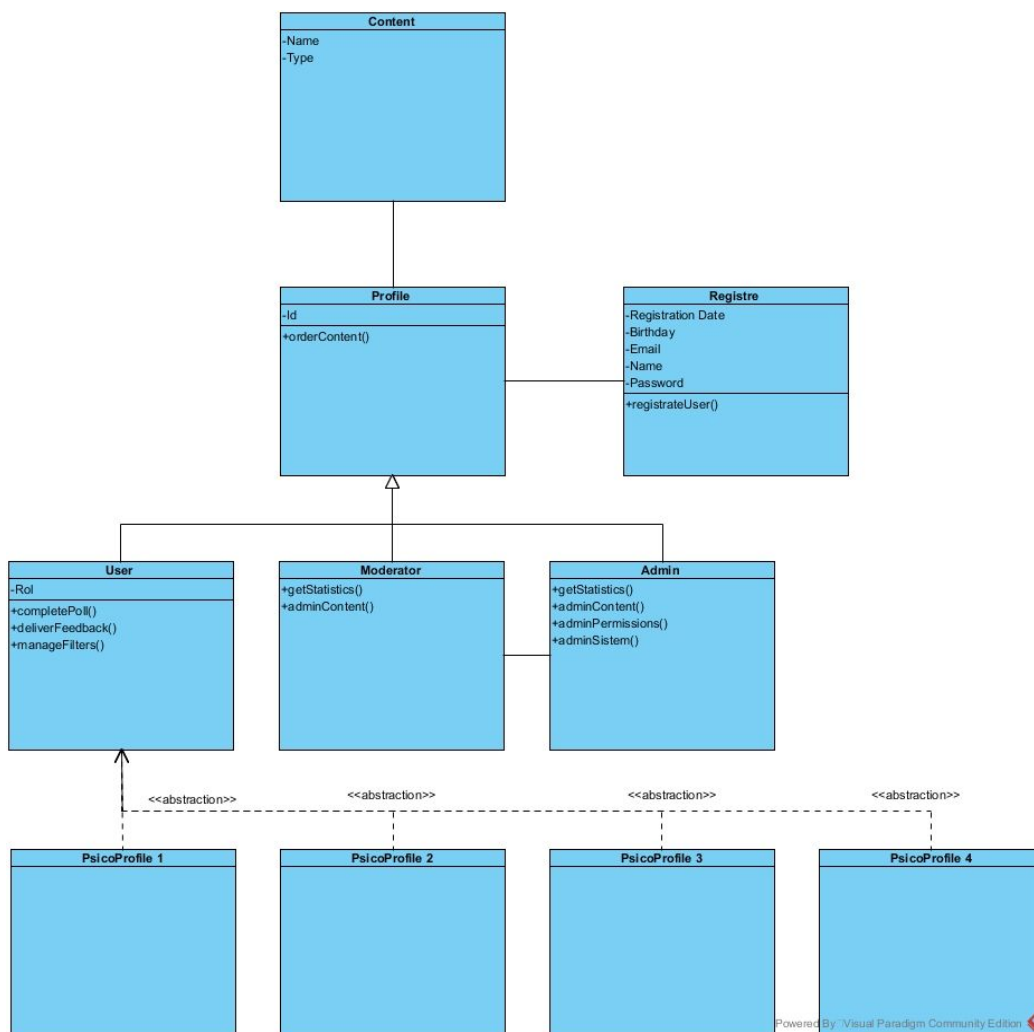 Content
-Name
-Type
Profile
-Id
+orderContent()
Registre
-Registration Date
-Birthday
-Email
-Name
-Password
+registrateUser()
User
-Rol
+completePoll()
+deliverFeedback()
+manageFilters()
Moderator
+getStatistics()
+adminContent()
Admin
+getStatistics()
+adminContent()
+adminPermissions()
+adminSistem()
<<abstraction>>
<<abstraction>>
<<abstraction>>
<<abstraction>>
PsicoProfile 1
PsicoProfile 2
PsicoProfile 3
PsicoProfile 4
Powered By Visual Paradigm Community Edition